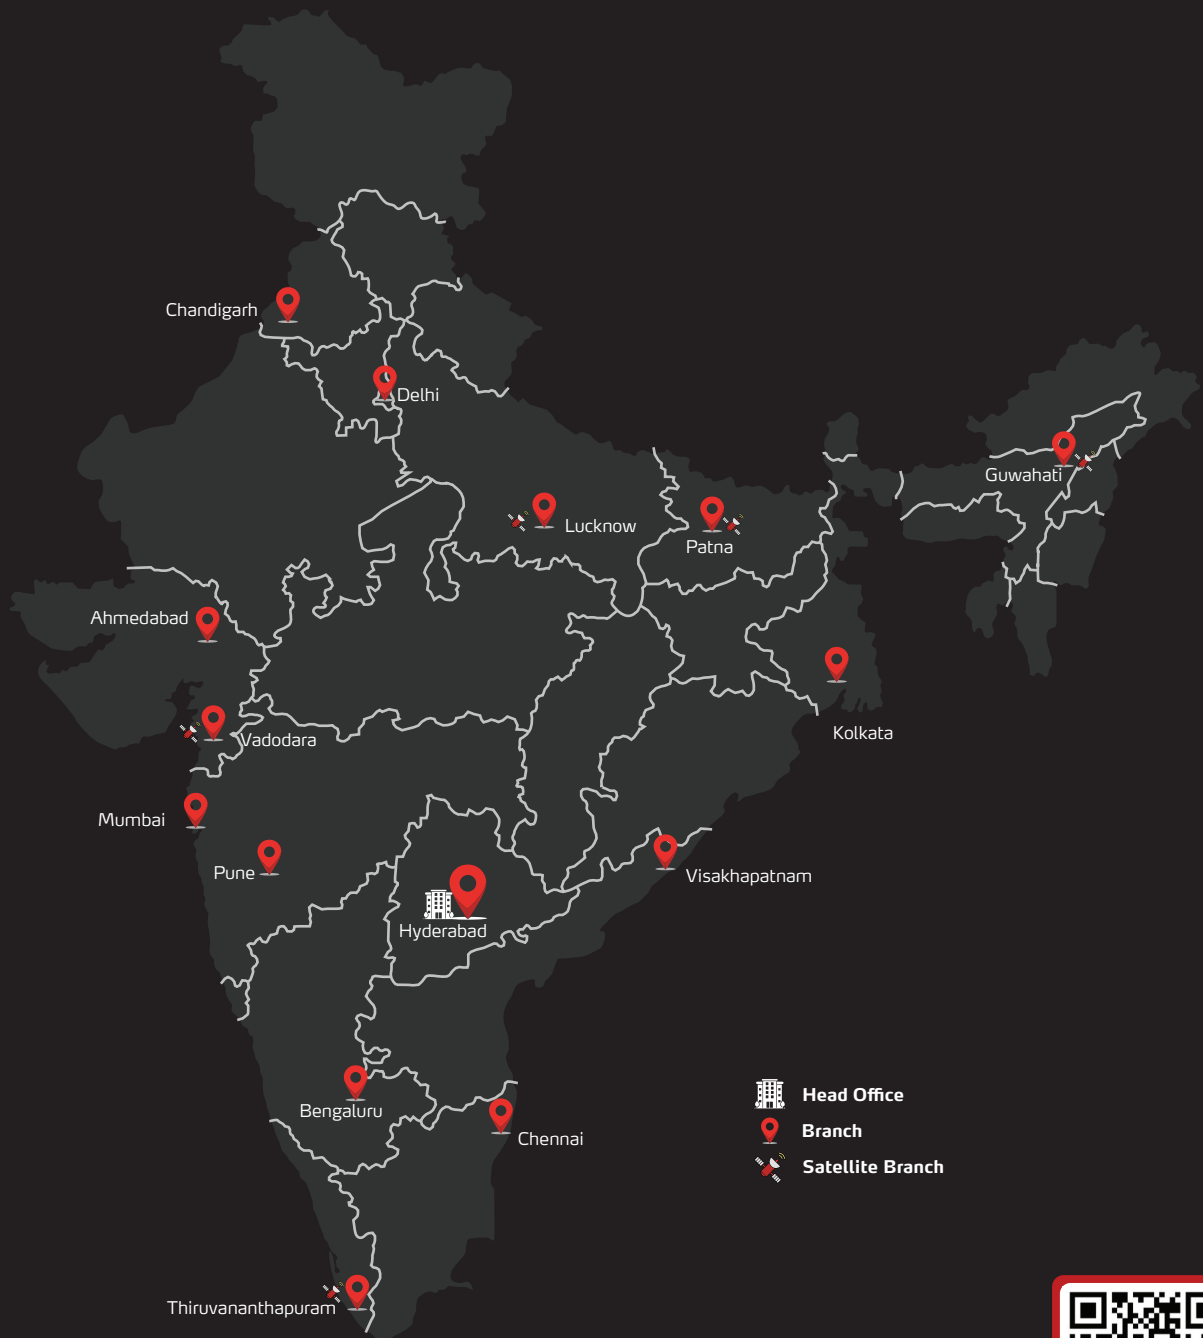 Chandigarh
Delhi
Guwahati
Lucknow
Patna
Ahmedabad
Kolkata
Vadodara
Mumbai
Pune
Visakhapatnam
Hyderabad
Head Office
Bengaluru
Branch
Chennai
Satellite Branch
Thiruvananthapuram